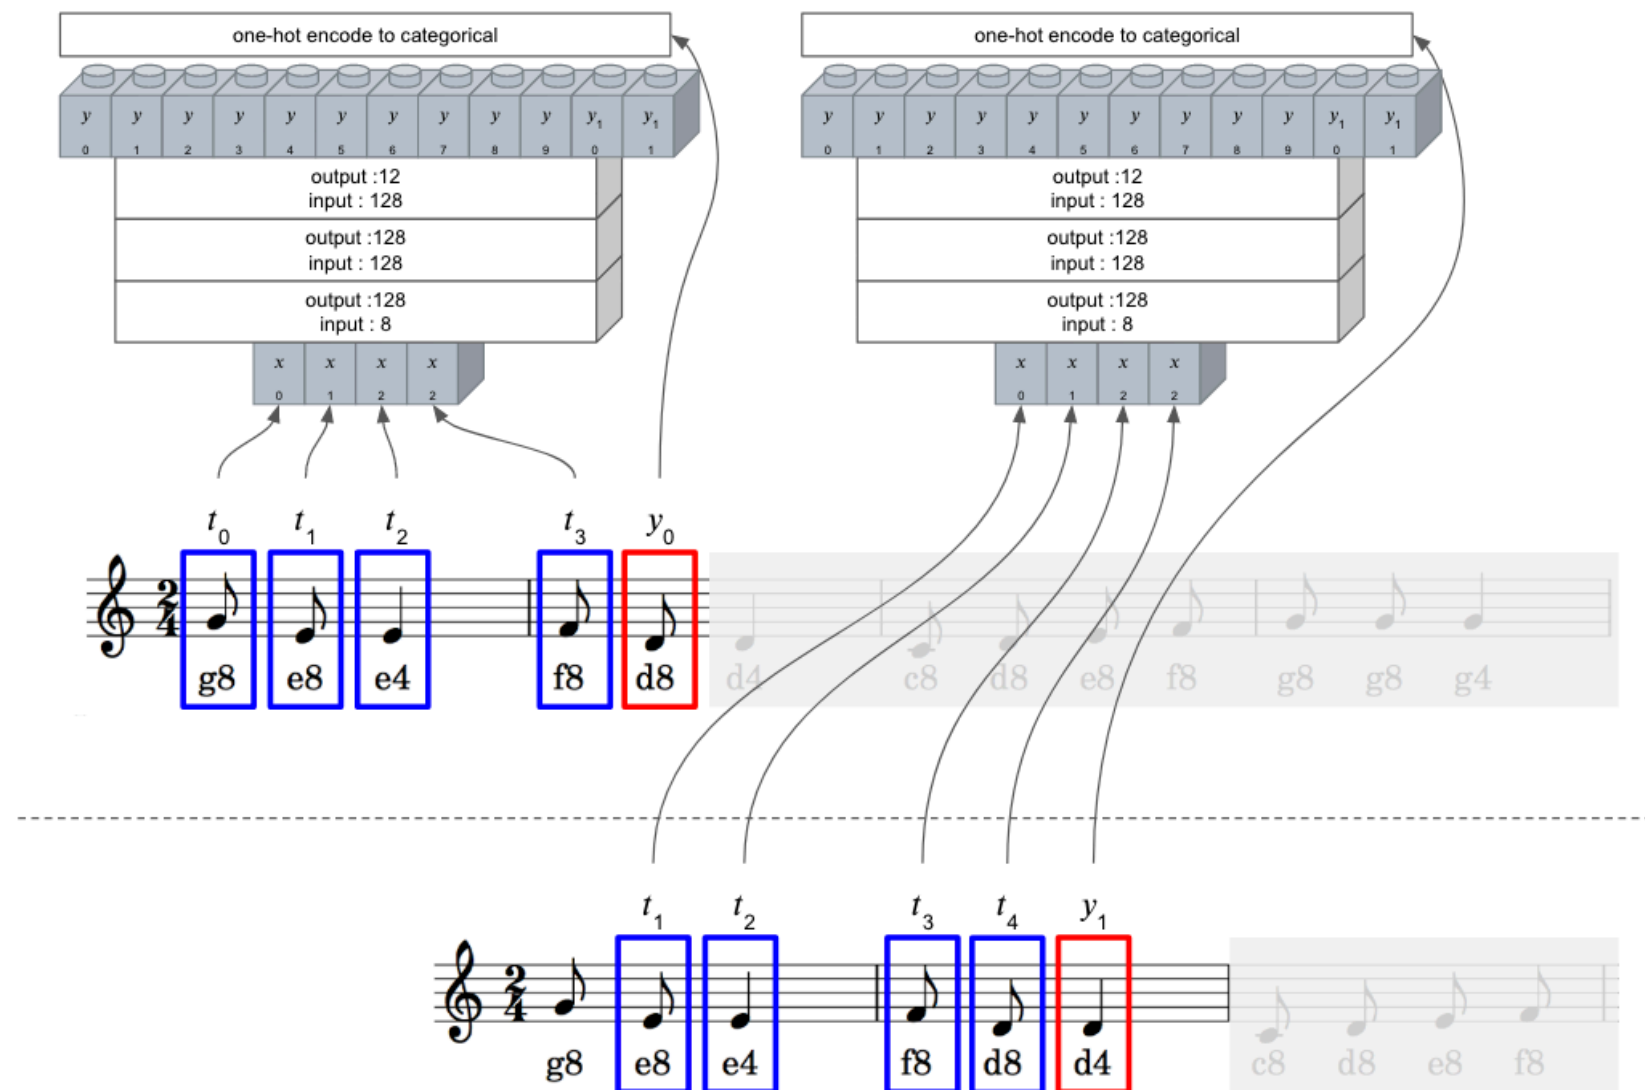 one-hot encode to categorical one-hot encode to categorical
y y y y y y y y y y y1 y1 y y y y y y y y y y y1 y1
0 1 2 3 4 5 6 7 8 9 0 1 0 1 2 3 4 5 6 7 8 9 0 1
output :12 output :12
input : 128 input : 128
output :128 output :128
input : 128 input : 128
output :128 output :128
input : 8 input : 8
x x x x x x x x
0 1 2 2 0 1 2 2
t0 t1 t2 t3 y0
2
4
g8 e8 e4 f8 d8 d4 c8 d8 e8 f8 g8 g8 g4
t1 t2 t3 t4 y1
2
4
g8 e8 e4 f8 d8 d4 c8 d8 e8 f8